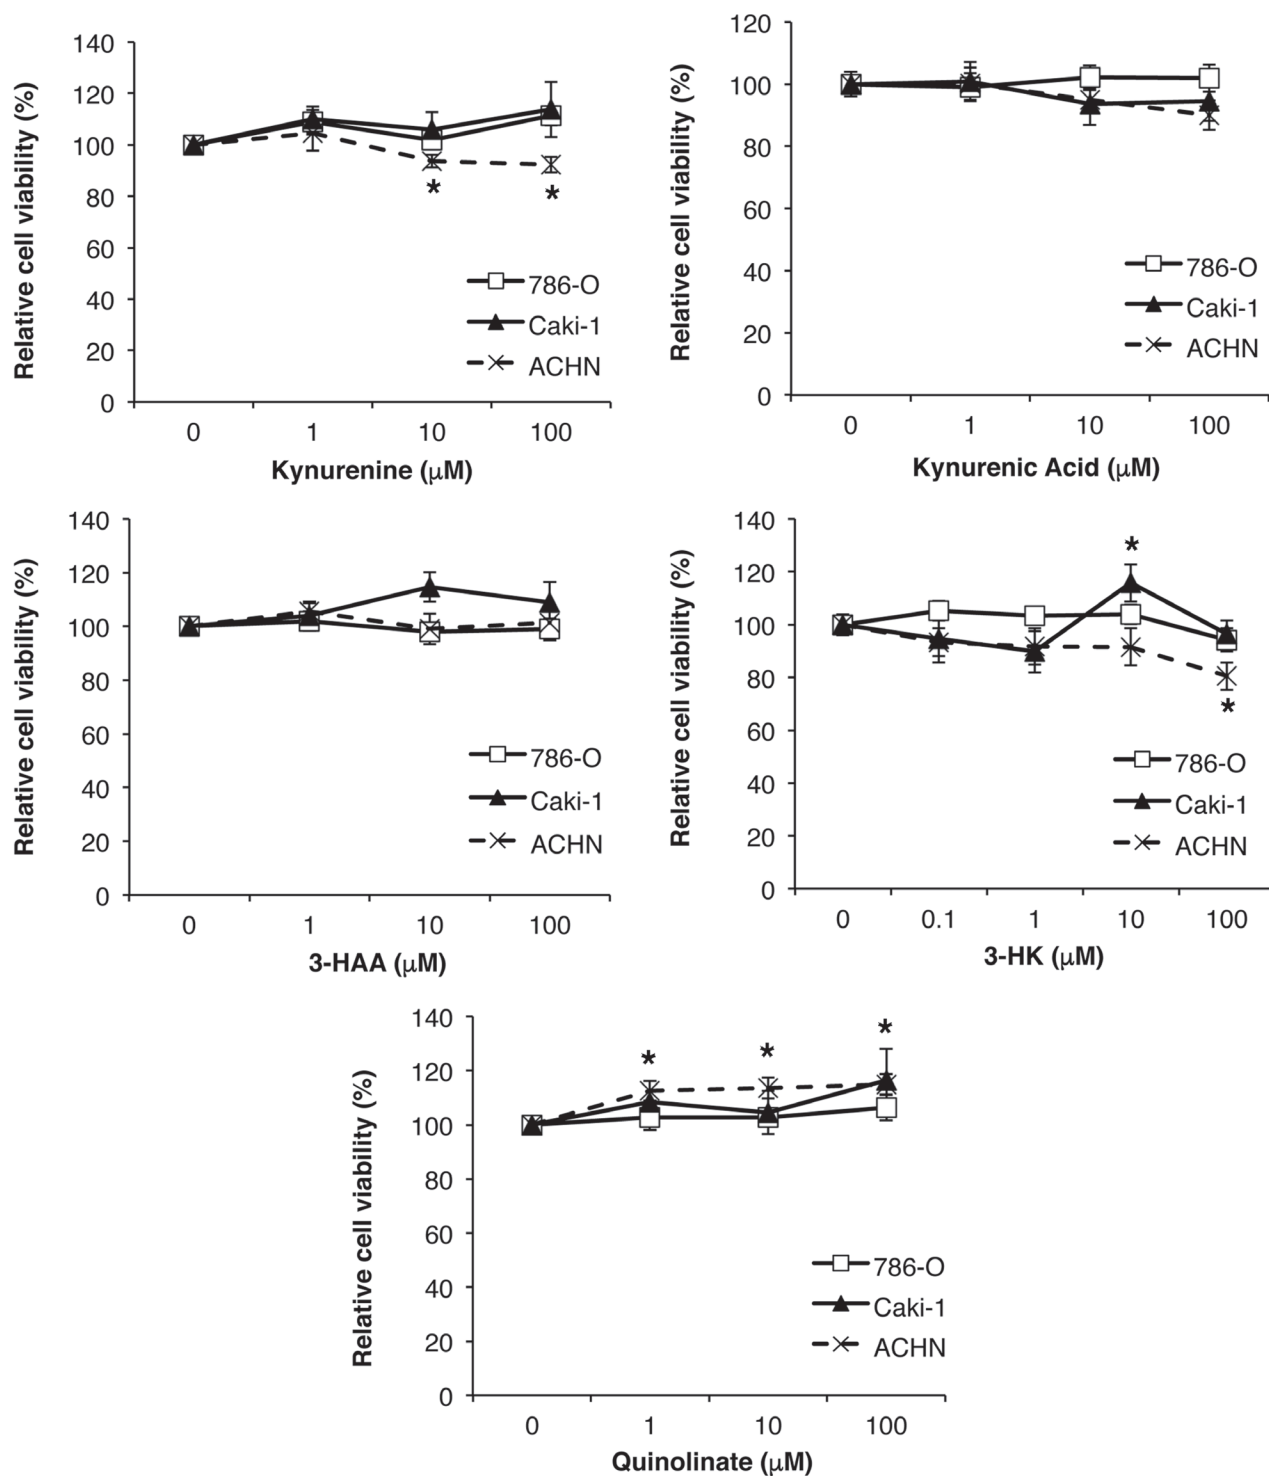 Relative cell viability (%)
140
120
100
80
60
40
20
0
*
*
786-O
Caki-1
ACHN
0 1 10 100
Kynurenine (μM)
Relative cell viability (%)
120
100
80
60
40
20
0
786-O
Caki-1
ACHN
0 1 10 100
Kynurenic Acid (μM)
Relative cell viability (%)
140
120
100
80
60
40
20
0
786-O
Caki-1
ACHN
0 1 10 100
3-HAA (μM)
Relative cell viability (%)
140
120
100
80
60
40
20
0
*
*
786-O
Caki-1
ACHN
0 0.1 1 10 100
3-HK (μM)
Relative cell viability (%)
140
120
100
80
60
40
20
0
* * *
786-O
Caki-1
ACHN
0 1 10 100
Quinolinate (μM)